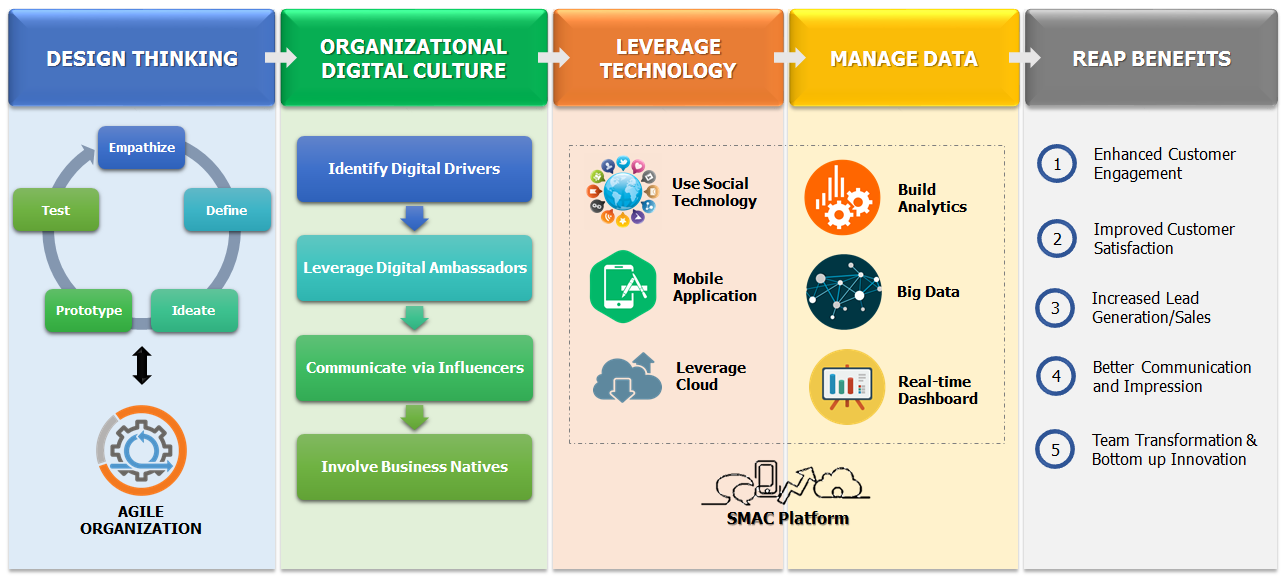 DESIGN THINKING
ORGANIZATIONAL
DIGITAL CULTURE
LEVERAGE
TECHNOLOGY
MANAGE DATA
REAP BENEFITS
Empathize
Define
Ideate
Prototype
Test
AGILE
ORGANIZATION
Identify Digital Drivers
Leverage Digital Ambassadors
Communicate via Influencers
Involve Business Natives
Use Social
Technology
Mobile
Application
Leverage
Cloud
Build
Analytics
Big Data
Real-time
Dashboard
SMAC Platform
1
Enhanced Customer
Engagement
2
Improved Customer
Satisfaction
3
Increased Lead
Generation/Sales
4
Better Communication
and Impression
5
Team Transformation &
Bottom up Innovation